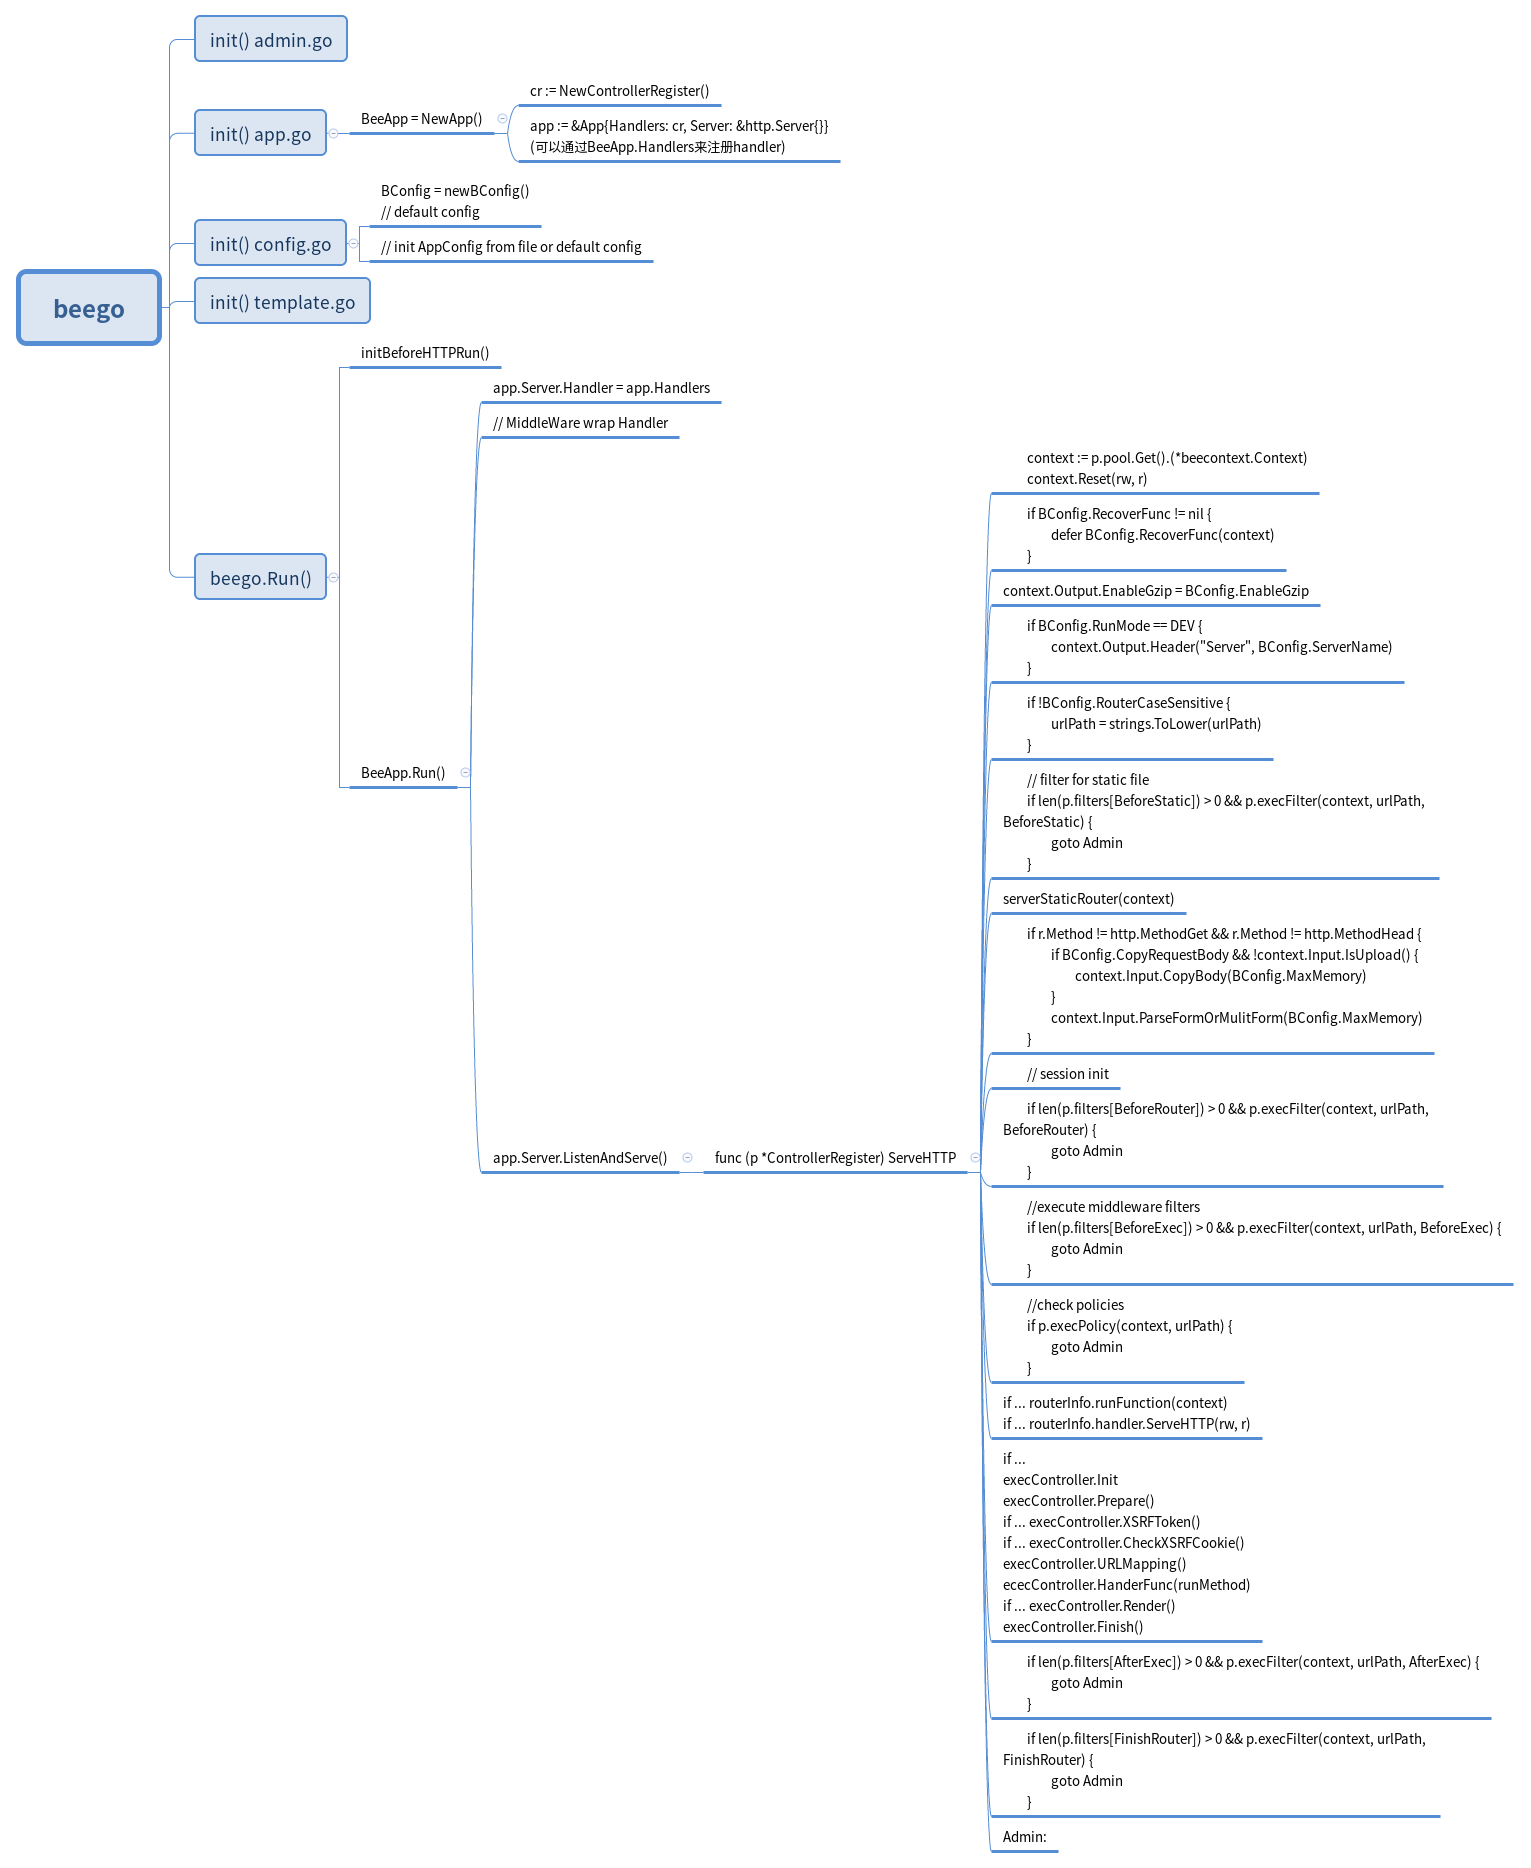 beego
init() admin.go
init() app.go
BeeApp = NewApp()
cr := NewControllerRegister()
app := &App{Handlers: cr, Server: &http.Server{}}
(可以通过BeeApp.Handlers来注册handler)
init() config.go
BConfig = newBConfig()
// default config
// init AppConfig from file or default config
init() template.go
beego.Run()
initBeforeHTTPRun()
BeeApp.Run()
app.Server.Handler = app.Handlers
// MiddleWare wrap Handler
app.Server.ListenAndServe()
func (p *ControllerRegister) ServeHTTP
context := p.pool.Get().(*beecontext.Context)
context.Reset(rw, r)
if BConfig.RecoverFunc != nil {
defer BConfig.RecoverFunc(context)
}
context.Output.EnableGzip = BConfig.EnableGzip
if BConfig.RunMode == DEV {
context.Output.Header("Server", BConfig.ServerName)
}
if !BConfig.RouterCaseSensitive {
urlPath = strings.ToLower(urlPath)
}
// filter for static file
if len(p.filters[BeforeStatic]) > 0 && p.execFilter(context, urlPath,
BeforeStatic) {
goto Admin
}
serverStaticRouter(context)
if r.Method != http.MethodGet && r.Method != http.MethodHead {
if BConfig.CopyRequestBody && !context.Input.IsUpload() {
context.Input.CopyBody(BConfig.MaxMemory)
}
context.Input.ParseFormOrMulitForm(BConfig.MaxMemory)
}
// session init
if len(p.filters[BeforeRouter]) > 0 && p.execFilter(context, urlPath,
BeforeRouter) {
goto Admin
}
//execute middleware filters
if len(p.filters[BeforeExec]) > 0 && p.execFilter(context, urlPath, BeforeExec) {
goto Admin
}
//check policies
if p.execPolicy(context, urlPath) {
goto Admin
}
if ... routerInfo.runFunction(context)
if ... routerInfo.handler.ServeHTTP(rw, r)
if ...
execController.Init
execController.Prepare()
if ... execController.XSRFToken()
if ... execController.CheckXSRFCookie()
execController.URLMapping()
ececController.HanderFunc(runMethod)
if ... execController.Render()
execController.Finish()
if len(p.filters[AfterExec]) > 0 && p.execFilter(context, urlPath, AfterExec) {
goto Admin
}
if len(p.filters[FinishRouter]) > 0 && p.execFilter(context, urlPath,
FinishRouter) {
goto Admin
}
Admin: